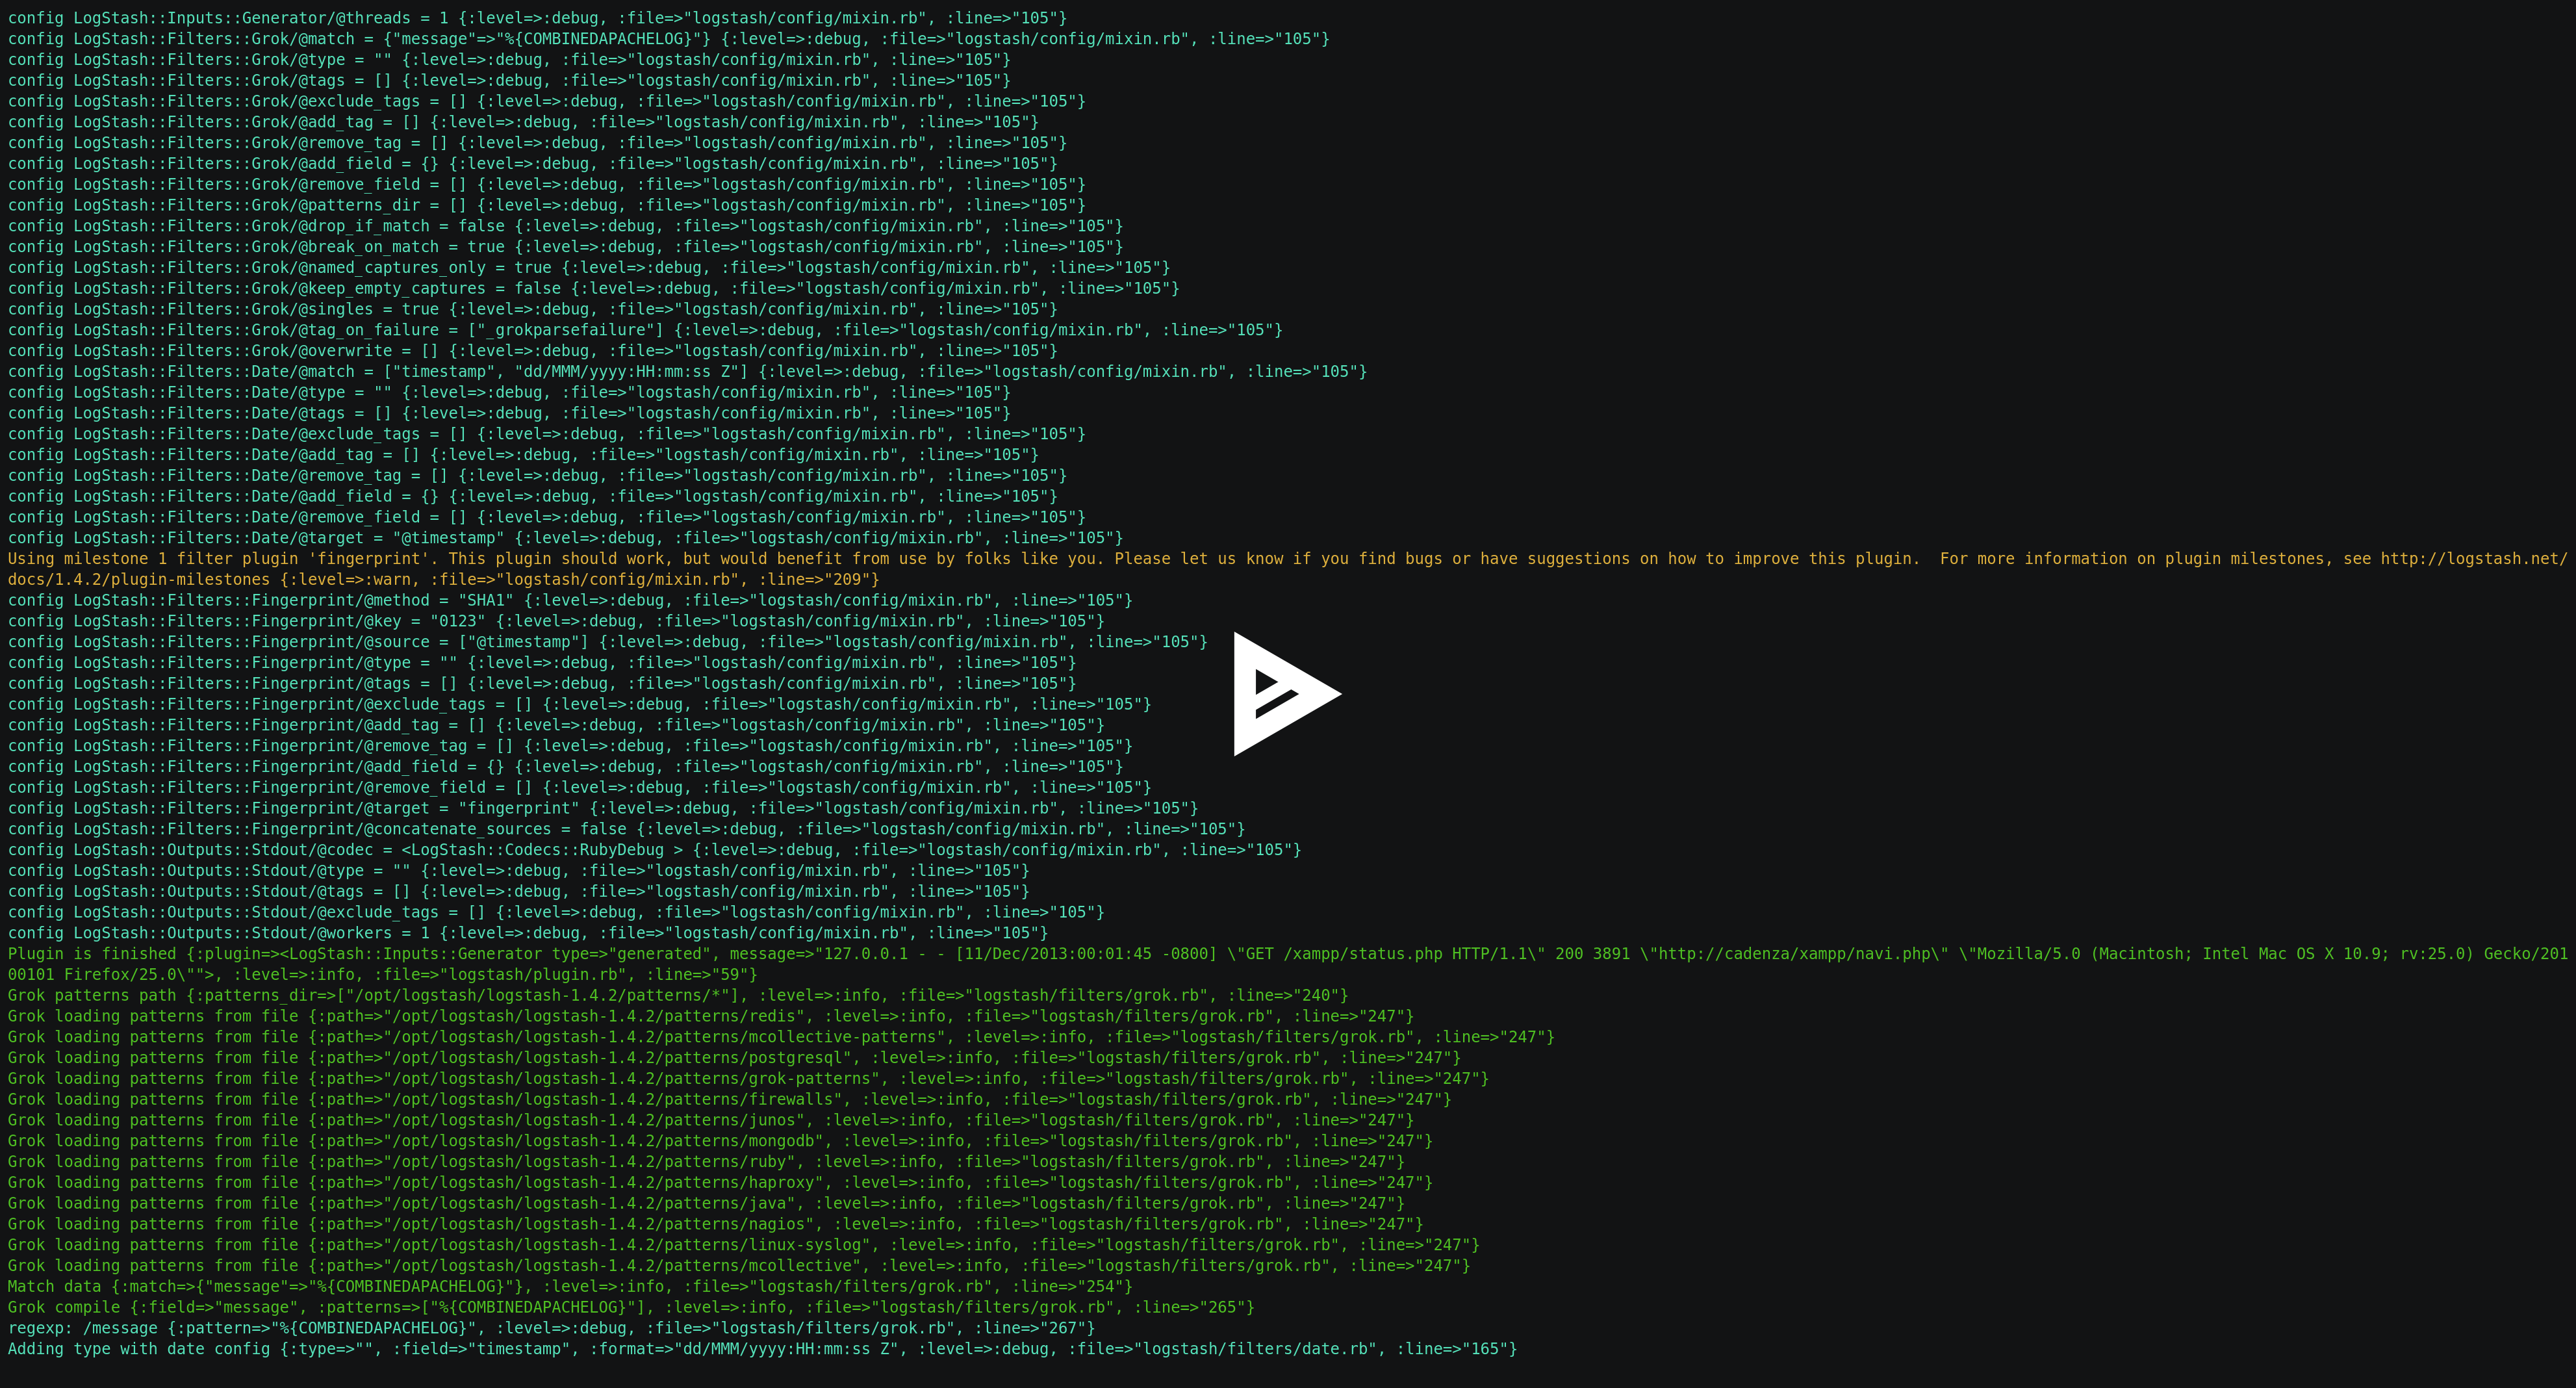 config LogStash::Inputs::Generator/@threads = 1 {:level=>:debug, :file=>"logstash/config/mixin.rb", :line=>"105"}
config LogStash::Filters::Grok/@match = {"message"=>"%{COMBINEDAPACHELOG}"} {:level=>:debug, :file=>"logstash/config/mixin.rb", :line=>"105"}
config LogStash::Filters::Grok/@type = "" {:level=>:debug, :file=>"logstash/config/mixin.rb", :line=>"105"}
config LogStash::Filters::Grok/@tags = [] {:level=>:debug, :file=>"logstash/config/mixin.rb", :line=>"105"}
config LogStash::Filters::Grok/@exclude_tags = [] {:level=>:debug, :file=>"logstash/config/mixin.rb", :line=>"105"}
config LogStash::Filters::Grok/@add_tag = [] {:level=>:debug, :file=>"logstash/config/mixin.rb", :line=>"105"}
config LogStash::Filters::Grok/@remove_tag = [] {:level=>:debug, :file=>"logstash/config/mixin.rb", :line=>"105"}
config LogStash::Filters::Grok/@add_field = {} {:level=>:debug, :file=>"logstash/config/mixin.rb", :line=>"105"}
config LogStash::Filters::Grok/@remove_field = [] {:level=>:debug, :file=>"logstash/config/mixin.rb", :line=>"105"}
config LogStash::Filters::Grok/@patterns_dir = [] {:level=>:debug, :file=>"logstash/config/mixin.rb", :line=>"105"}
config LogStash::Filters::Grok/@drop_if_match = false {:level=>:debug, :file=>"logstash/config/mixin.rb", :line=>"105"}
config LogStash::Filters::Grok/@break_on_match = true {:level=>:debug, :file=>"logstash/config/mixin.rb", :line=>"105"}
config LogStash::Filters::Grok/@named_captures_only = true {:level=>:debug, :file=>"logstash/config/mixin.rb", :line=>"105"}
config LogStash::Filters::Grok/@keep_empty_captures = false {:level=>:debug, :file=>"logstash/config/mixin.rb", :line=>"105"}
config LogStash::Filters::Grok/@singles = true {:level=>:debug, :file=>"logstash/config/mixin.rb", :line=>"105"}
config LogStash::Filters::Grok/@tag_on_failure = ["_grokparsefailure"] {:level=>:debug, :file=>"logstash/config/mixin.rb", :line=>"105"}
config LogStash::Filters::Grok/@overwrite = [] {:level=>:debug, :file=>"logstash/config/mixin.rb", :line=>"105"}
config LogStash::Filters::Date/@match = ["timestamp", "dd/MMM/yyyy:HH:mm:ss Z"] {:level=>:debug, :file=>"logstash/config/mixin.rb", :line=>"105"}
config LogStash::Filters::Date/@type = "" {:level=>:debug, :file=>"logstash/config/mixin.rb", :line=>"105"}
config LogStash::Filters::Date/@tags = [] {:level=>:debug, :file=>"logstash/config/mixin.rb", :line=>"105"}
config LogStash::Filters::Date/@exclude_tags = [] {:level=>:debug, :file=>"logstash/config/mixin.rb", :line=>"105"}
config LogStash::Filters::Date/@add_tag = [] {:level=>:debug, :file=>"logstash/config/mixin.rb", :line=>"105"}
config LogStash::Filters::Date/@remove_tag = [] {:level=>:debug, :file=>"logstash/config/mixin.rb", :line=>"105"}
config LogStash::Filters::Date/@add_field = {} {:level=>:debug, :file=>"logstash/config/mixin.rb", :line=>"105"}
config LogStash::Filters::Date/@remove_field = [] {:level=>:debug, :file=>"logstash/config/mixin.rb", :line=>"105"}
config LogStash::Filters::Date/@target = "@timestamp" {:level=>:debug, :file=>"logstash/config/mixin.rb", :line=>"105"}
Using milestone 1 filter plugin 'fingerprint'. This plugin should work, but would benefit from use by folks like you. Please let us know if you find bugs or have suggestions on how to improve this plugin.  For more information on plugin milestones, see http://logstash.net/
docs/1.4.2/plugin-milestones {:level=>:warn, :file=>"logstash/config/mixin.rb", :line=>"209"}
config LogStash::Filters::Fingerprint/@method = "SHA1" {:level=>:debug, :file=>"logstash/config/mixin.rb", :line=>"105"}
config LogStash::Filters::Fingerprint/@key = "0123" {:level=>:debug, :file=>"logstash/config/mixin.rb", :line=>"105"}
config LogStash::Filters::Fingerprint/@source = ["@timestamp"] {:level=>:debug, :file=>"logstash/config/mixin.rb", :line=>"105"}
config LogStash::Filters::Fingerprint/@type = "" {:level=>:debug, :file=>"logstash/config/mixin.rb", :line=>"105"}
config LogStash::Filters::Fingerprint/@tags = [] {:level=>:debug, :file=>"logstash/config/mixin.rb", :line=>"105"}
config LogStash::Filters::Fingerprint/@exclude_tags = [] {:level=>:debug, :file=>"logstash/config/mixin.rb", :line=>"105"}
config LogStash::Filters::Fingerprint/@add_tag = [] {:level=>:debug, :file=>"logstash/config/mixin.rb", :line=>"105"}
config LogStash::Filters::Fingerprint/@remove_tag = [] {:level=>:debug, :file=>"logstash/config/mixin.rb", :line=>"105"}
config LogStash::Filters::Fingerprint/@add_field = {} {:level=>:debug, :file=>"logstash/config/mixin.rb", :line=>"105"}
config LogStash::Filters::Fingerprint/@remove_field = [] {:level=>:debug, :file=>"logstash/config/mixin.rb", :line=>"105"}
config LogStash::Filters::Fingerprint/@target = "fingerprint" {:level=>:debug, :file=>"logstash/config/mixin.rb", :line=>"105"}
config LogStash::Filters::Fingerprint/@concatenate_sources = false {:level=>:debug, :file=>"logstash/config/mixin.rb", :line=>"105"}
config LogStash::Outputs::Stdout/@codec = <LogStash::Codecs::RubyDebug > {:level=>:debug, :file=>"logstash/config/mixin.rb", :line=>"105"}
config LogStash::Outputs::Stdout/@type = "" {:level=>:debug, :file=>"logstash/config/mixin.rb", :line=>"105"}
config LogStash::Outputs::Stdout/@tags = [] {:level=>:debug, :file=>"logstash/config/mixin.rb", :line=>"105"}
config LogStash::Outputs::Stdout/@exclude_tags = [] {:level=>:debug, :file=>"logstash/config/mixin.rb", :line=>"105"}
config LogStash::Outputs::Stdout/@workers = 1 {:level=>:debug, :file=>"logstash/config/mixin.rb", :line=>"105"}
Plugin is finished {:plugin=><LogStash::Inputs::Generator type=>"generated", message=>"127.0.0.1 - - [11/Dec/2013:00:01:45 -0800] \"GET /xampp/status.php HTTP/1.1\" 200 3891 \"http://cadenza/xampp/navi.php\" \"Mozilla/5.0 (Macintosh; Intel Mac OS X 10.9; rv:25.0) Gecko/201
00101 Firefox/25.0\"">, :level=>:info, :file=>"logstash/plugin.rb", :line=>"59"}
Grok patterns path {:patterns_dir=>["/opt/logstash/logstash-1.4.2/patterns/*"], :level=>:info, :file=>"logstash/filters/grok.rb", :line=>"240"}
Grok loading patterns from file {:path=>"/opt/logstash/logstash-1.4.2/patterns/redis", :level=>:info, :file=>"logstash/filters/grok.rb", :line=>"247"}
Grok loading patterns from file {:path=>"/opt/logstash/logstash-1.4.2/patterns/mcollective-patterns", :level=>:info, :file=>"logstash/filters/grok.rb", :line=>"247"}
Grok loading patterns from file {:path=>"/opt/logstash/logstash-1.4.2/patterns/postgresql", :level=>:info, :file=>"logstash/filters/grok.rb", :line=>"247"}
Grok loading patterns from file {:path=>"/opt/logstash/logstash-1.4.2/patterns/grok-patterns", :level=>:info, :file=>"logstash/filters/grok.rb", :line=>"247"}
Grok loading patterns from file {:path=>"/opt/logstash/logstash-1.4.2/patterns/firewalls", :level=>:info, :file=>"logstash/filters/grok.rb", :line=>"247"}
Grok loading patterns from file {:path=>"/opt/logstash/logstash-1.4.2/patterns/junos", :level=>:info, :file=>"logstash/filters/grok.rb", :line=>"247"}
Grok loading patterns from file {:path=>"/opt/logstash/logstash-1.4.2/patterns/mongodb", :level=>:info, :file=>"logstash/filters/grok.rb", :line=>"247"}
Grok loading patterns from file {:path=>"/opt/logstash/logstash-1.4.2/patterns/ruby", :level=>:info, :file=>"logstash/filters/grok.rb", :line=>"247"}
Grok loading patterns from file {:path=>"/opt/logstash/logstash-1.4.2/patterns/haproxy", :level=>:info, :file=>"logstash/filters/grok.rb", :line=>"247"}
Grok loading patterns from file {:path=>"/opt/logstash/logstash-1.4.2/patterns/java", :level=>:info, :file=>"logstash/filters/grok.rb", :line=>"247"}
Grok loading patterns from file {:path=>"/opt/logstash/logstash-1.4.2/patterns/nagios", :level=>:info, :file=>"logstash/filters/grok.rb", :line=>"247"}
Grok loading patterns from file {:path=>"/opt/logstash/logstash-1.4.2/patterns/linux-syslog", :level=>:info, :file=>"logstash/filters/grok.rb", :line=>"247"}
Grok loading patterns from file {:path=>"/opt/logstash/logstash-1.4.2/patterns/mcollective", :level=>:info, :file=>"logstash/filters/grok.rb", :line=>"247"}
Match data {:match=>{"message"=>"%{COMBINEDAPACHELOG}"}, :level=>:info, :file=>"logstash/filters/grok.rb", :line=>"254"}
Grok compile {:field=>"message", :patterns=>["%{COMBINEDAPACHELOG}"], :level=>:info, :file=>"logstash/filters/grok.rb", :line=>"265"}
regexp: /message {:pattern=>"%{COMBINEDAPACHELOG}", :level=>:debug, :file=>"logstash/filters/grok.rb", :line=>"267"}
Adding type with date config {:type=>"", :field=>"timestamp", :format=>"dd/MMM/yyyy:HH:mm:ss Z", :level=>:debug, :file=>"logstash/filters/date.rb", :line=>"165"}